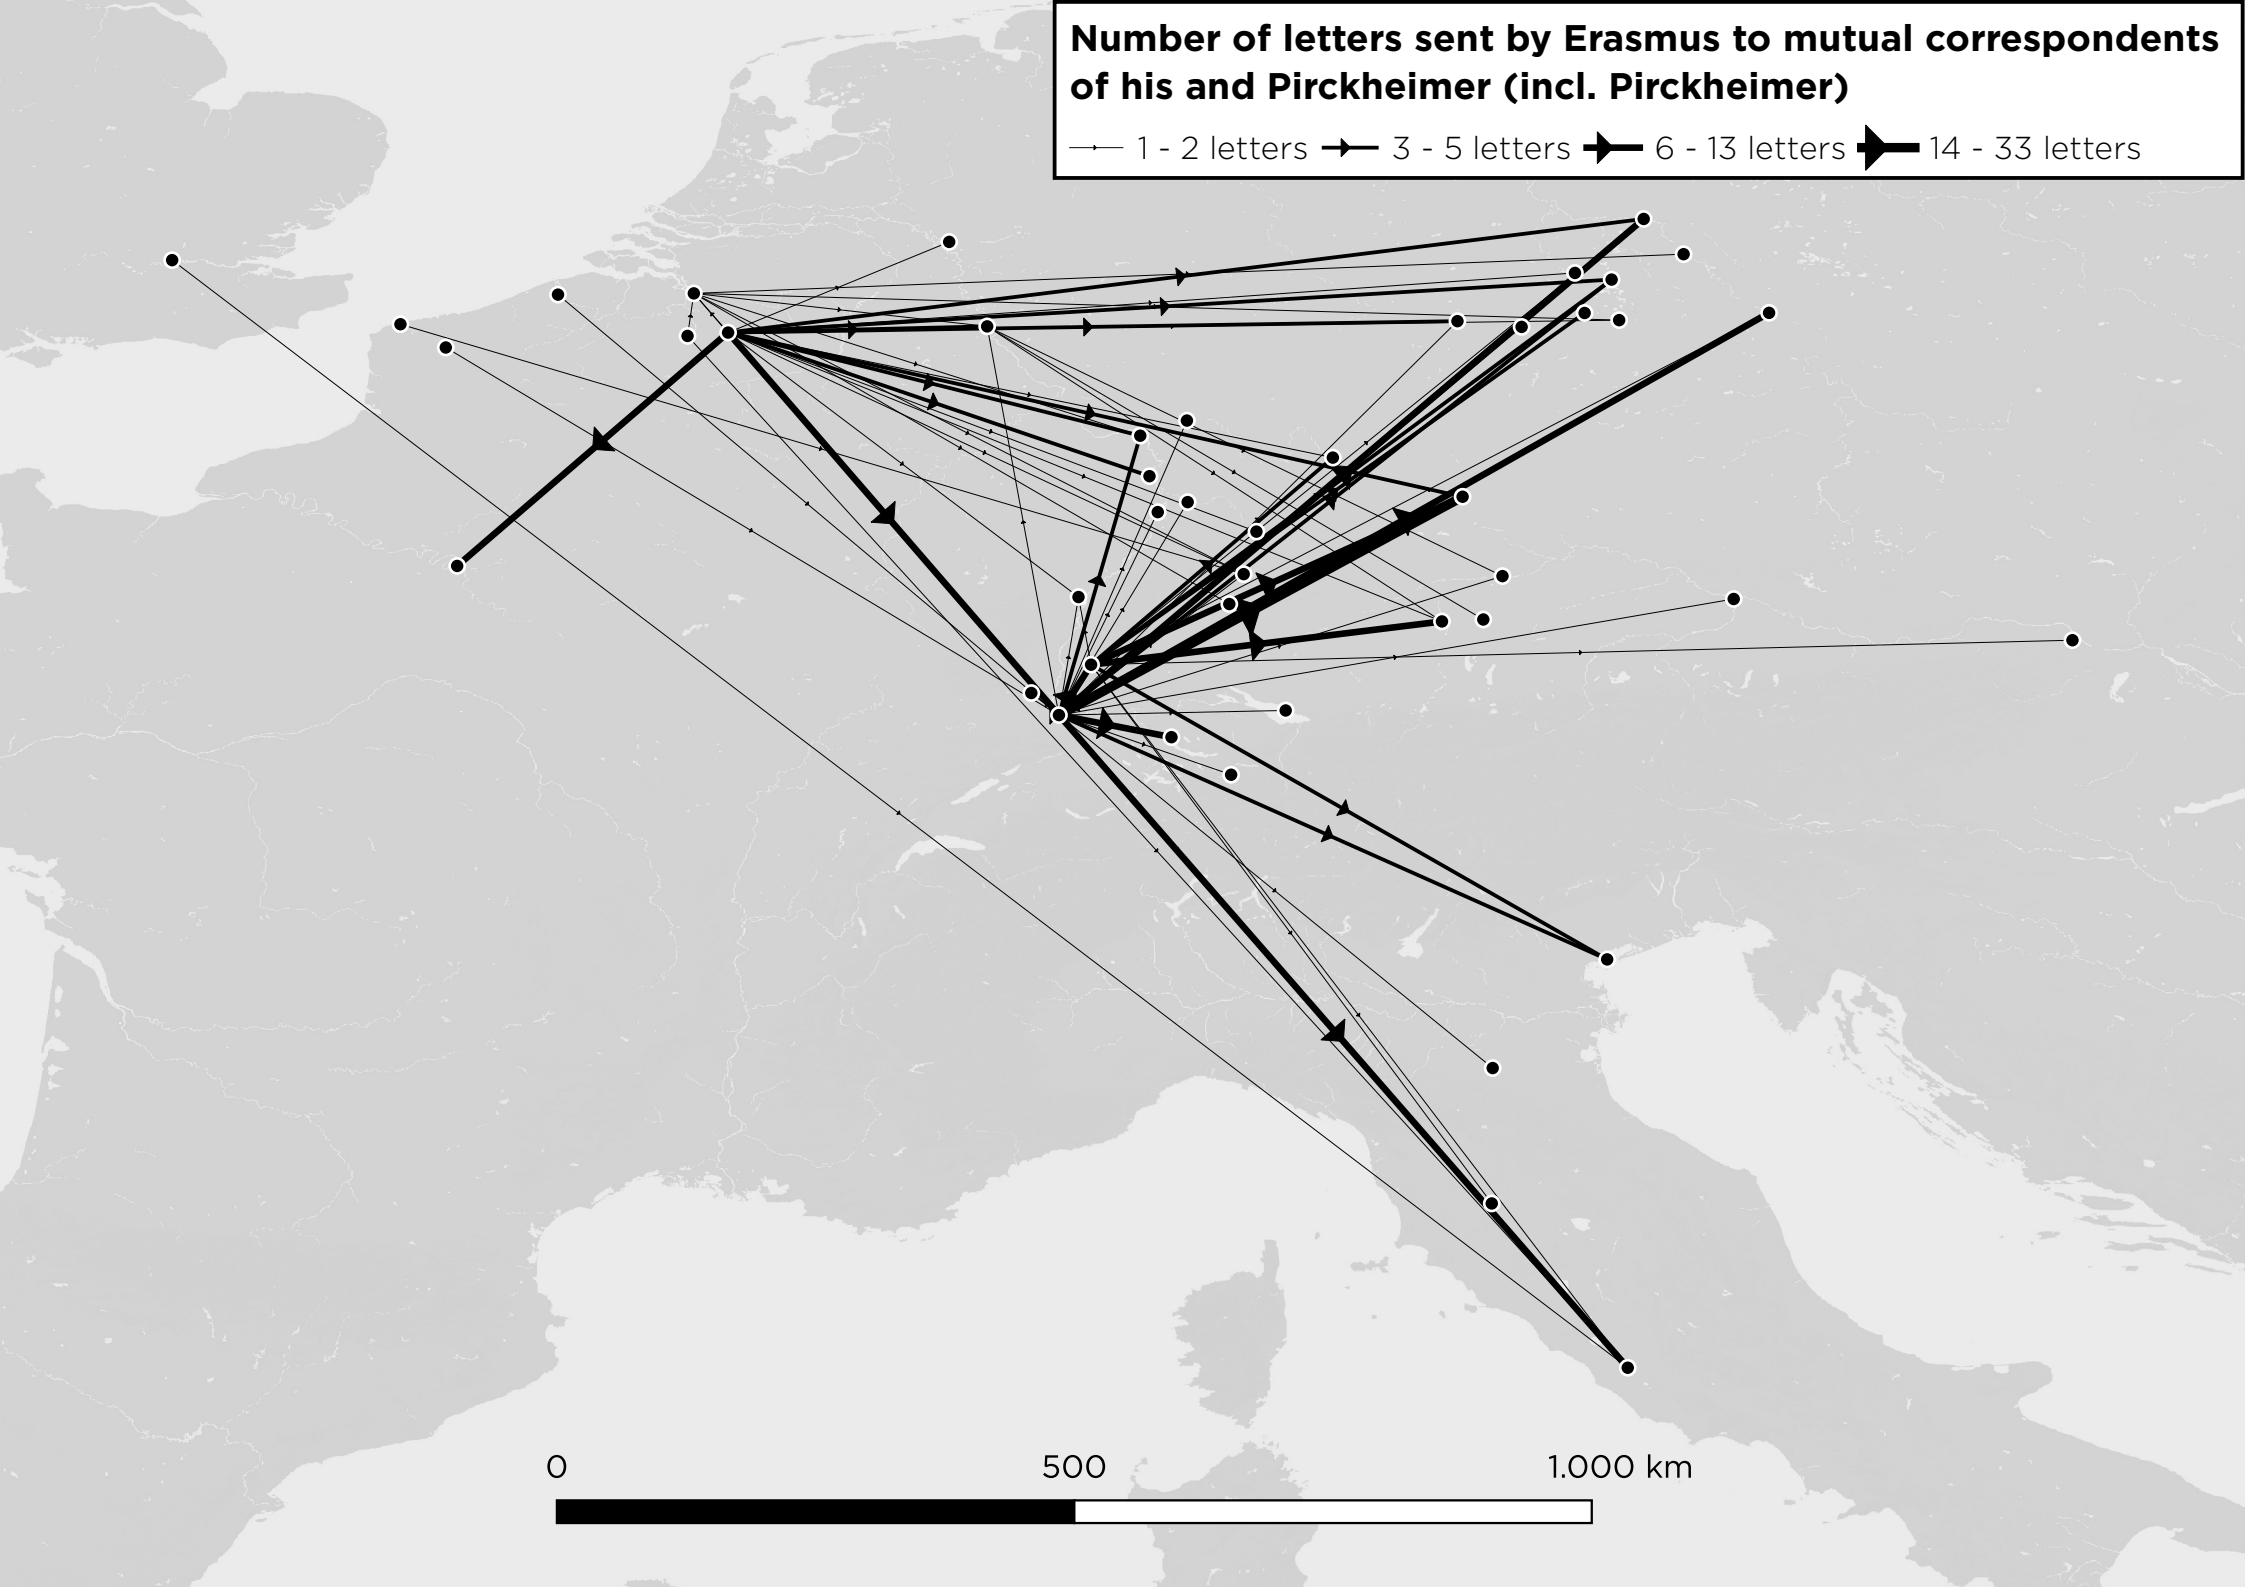 Number of letters sent by Erasmus to mutual correspondents
of his and Pirckheimer (incl. Pirckheimer)
1 - 2 letters 3 - 5 letters 6 - 13 letters 14 - 33 letters
0 500 1.000 km